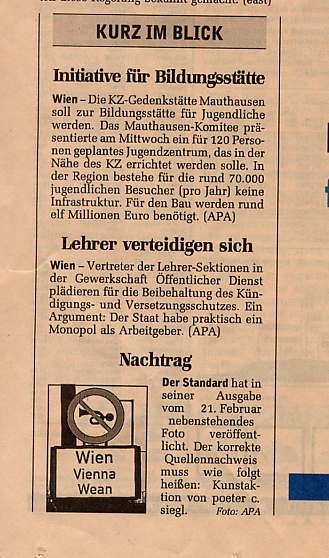 KURZ IM BLICK
Initiative für Bildungsstätte
Wien – Die KZ-Gedenkstätte Mauthausen
soll zur Bildungsstätte für Jugendliche
werden. Das Mauthausen-Komitee prä-
sentierte am Mittwoch ein für 120 Perso-
nen geplantes Jugendzentrum, das in der
Nähe des KZ errichtet werden solle. In
der Region bestehe für die rund 70.000
jugendlichen Besucher (pro Jahr) keine
Infrastruktur. Für den Bau werden rund
elf Millionen Euro benötigt. (APA)
Lehrer verteidigen sich
Wien – Vertreter der Lehrer-Sektionen in
der Gewerkschaft Öffentlicher Dienst
plädieren für die Beibehaltung des Kün-
digungs- und Versetzungsschutzes. Ein
Argument: Der Staat habe praktisch ein
Monopol als Arbeitgeber. (APA)
Nachtrag
Der Standard hat in
seiner Ausgabe
vom 21. Februar
nebenstehendes
Foto veröffent-
licht. Der korrekte
Quellennachweis
muss wie folgt
heißen: Kunstak-
tion von poeter c.
siegl. Foto: APA
Wien
Vienna
Wean